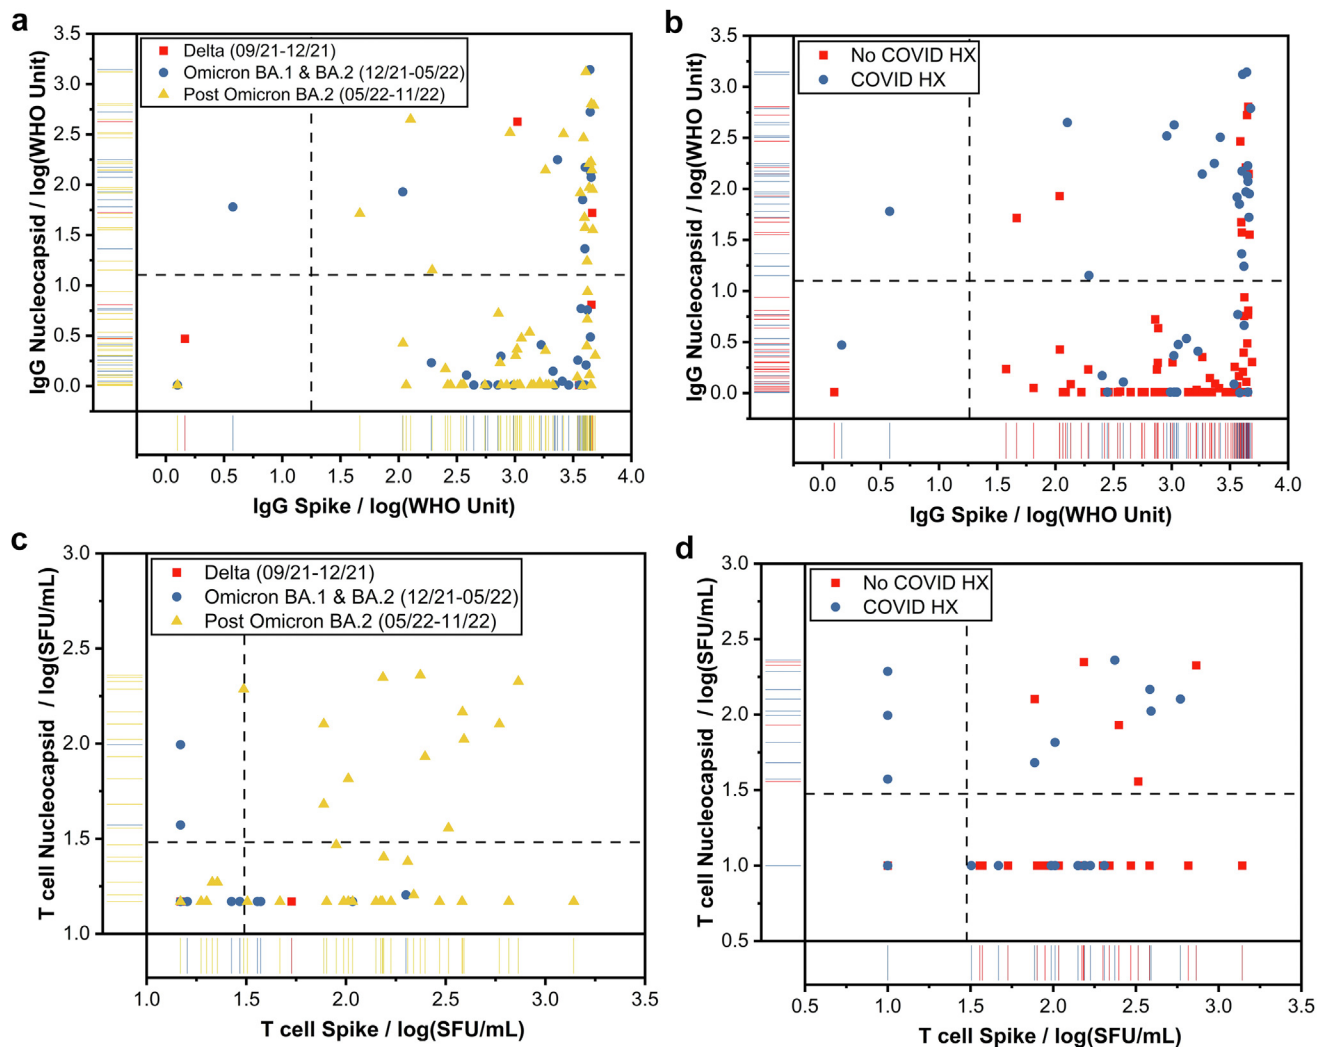 a
3.5
3.0
2.5
2.0
1.5
1.0
0.5
0.0
IgG Nucleocapsid / log(WHO Unit)
Delta (09/21-12/21)
Omicron BA.1 & BA.2 (12/21-05/22)
Post Omicron BA.2 (05/22-11/22)
0.0 0.5 1.0 1.5 2.0 2.5 3.0 3.5 4.0
IgG Spike / log(WHO Unit)
b
3.5
3.0
2.5
2.0
1.5
1.0
0.5
0.0
IgG Nucleocapsid / log(WHO Unit)
No COVID HX
COVID HX
0.0 0.5 1.0 1.5 2.0 2.5 3.0 3.5 4.0
IgG Spike / log(WHO Unit)
c
3.0
2.5
2.0
1.5
1.0
T cell Nucleocapsid / log(SFU/mL)
Delta (09/21-12/21)
Omicron BA.1 & BA.2 (12/21-05/22)
Post Omicron BA.2 (05/22-11/22)
1.0 1.5 2.0 2.5 3.0 3.5
T cell Spike / log(SFU/mL)
d
3.0
2.5
2.0
1.5
1.0
0.5
T cell Nucleocapsid / log(SFU/mL)
No COVID HX
COVID HX
0.5 1.0 1.5 2.0 2.5 3.0 3.5
T cell Spike / log(SFU/mL)